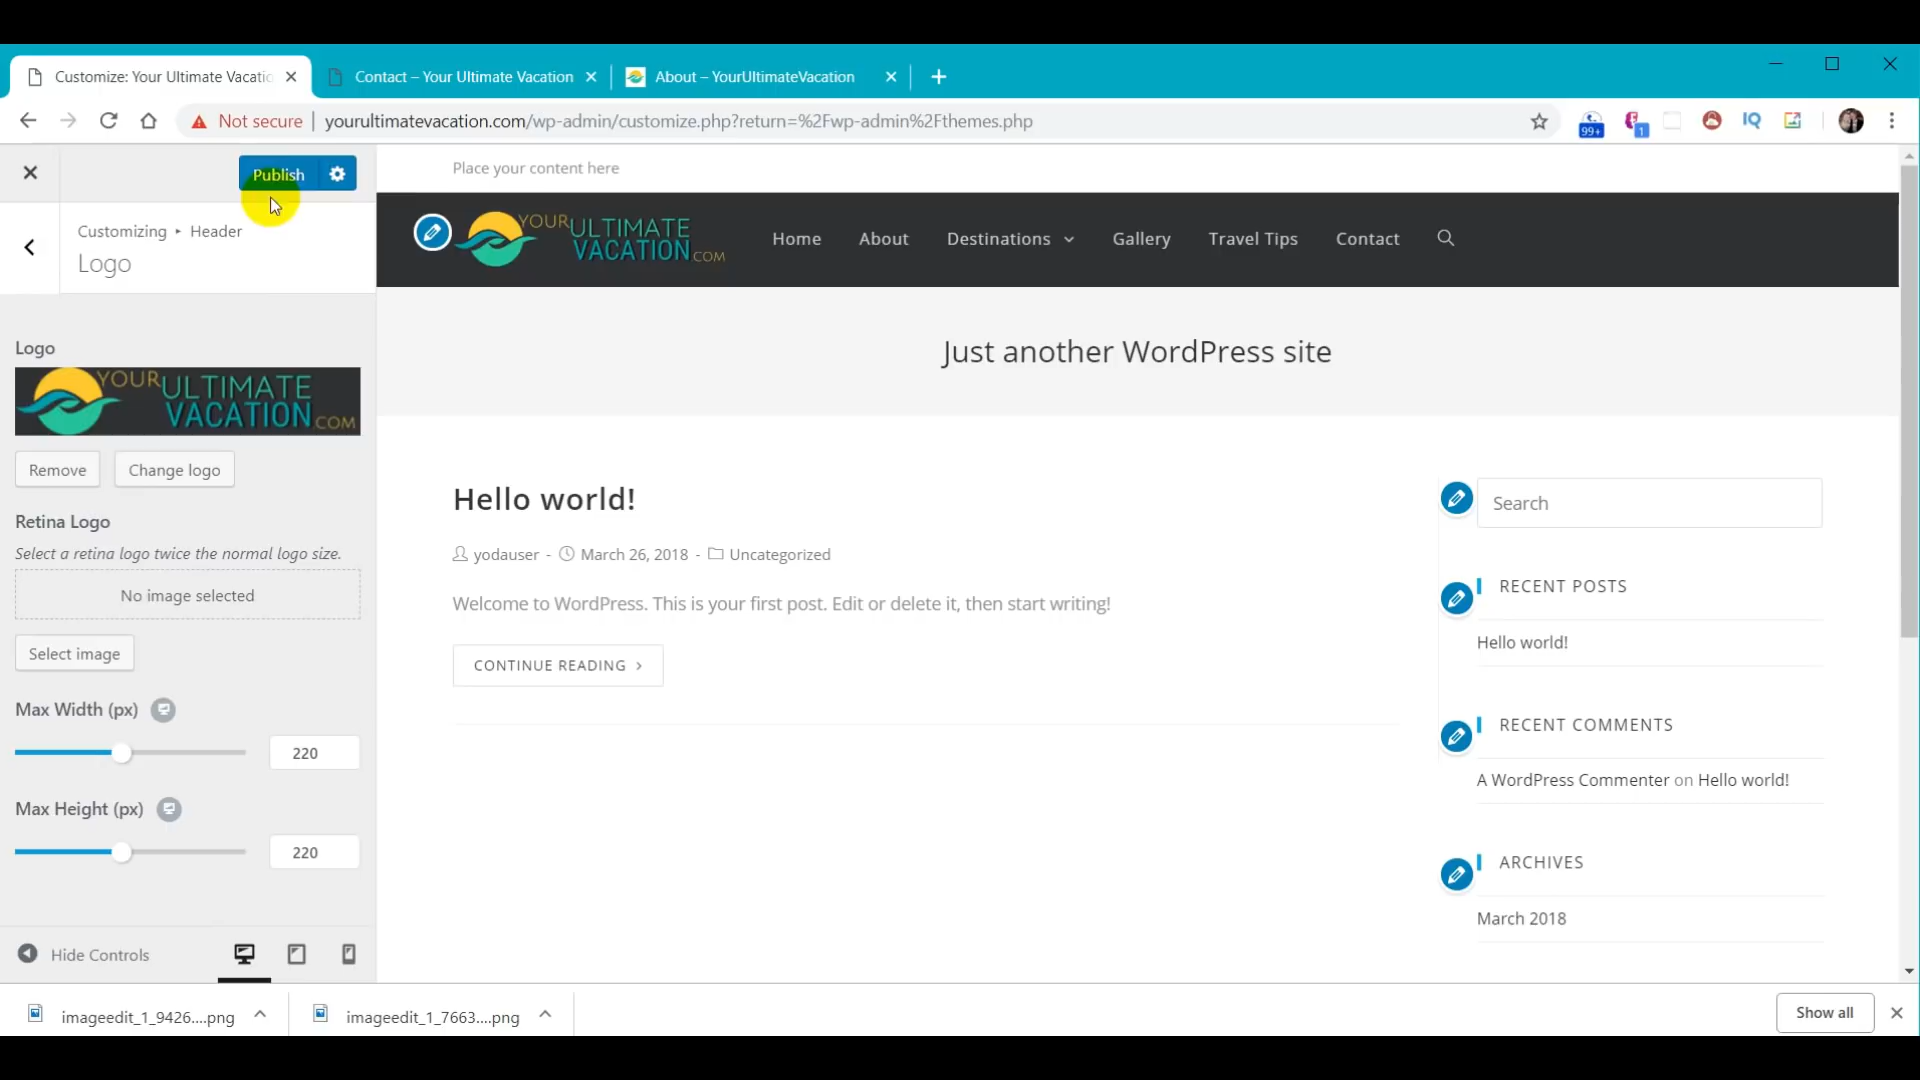 Customize: Your Ultimate Vacatio
Contact – Your Ultimate Vacation
About – YourUltimateVacation
Not secure | yourultimatevacation.com/wp-admin/customize.php?return=%2Fwp-admin%2Fthemes.php
99+
1
IQ
Publish
Customizing ▸ Header
Logo
Logo
YOUR ULTIMATE
VACATION.COM
Remove
Change logo
Retina Logo
Select a retina logo twice the normal logo size.
No image selected
Select image
Max Width (px)
220
Max Height (px)
220
Hide Controls
Place your content here
YOUR ULTIMATE
VACATION.COM
Home
About
Destinations
Gallery
Travel Tips
Contact
Just another WordPress site
Hello world!
yodauser - March 26, 2018 - Uncategorized
Welcome to WordPress. This is your first post. Edit or delete it, then start writing!
CONTINUE READING >
Search
RECENT POSTS
Hello world!
RECENT COMMENTS
A WordPress Commenter on Hello world!
ARCHIVES
March 2018
imageedit_1_9426....png
imageedit_1_7663....png
Show all